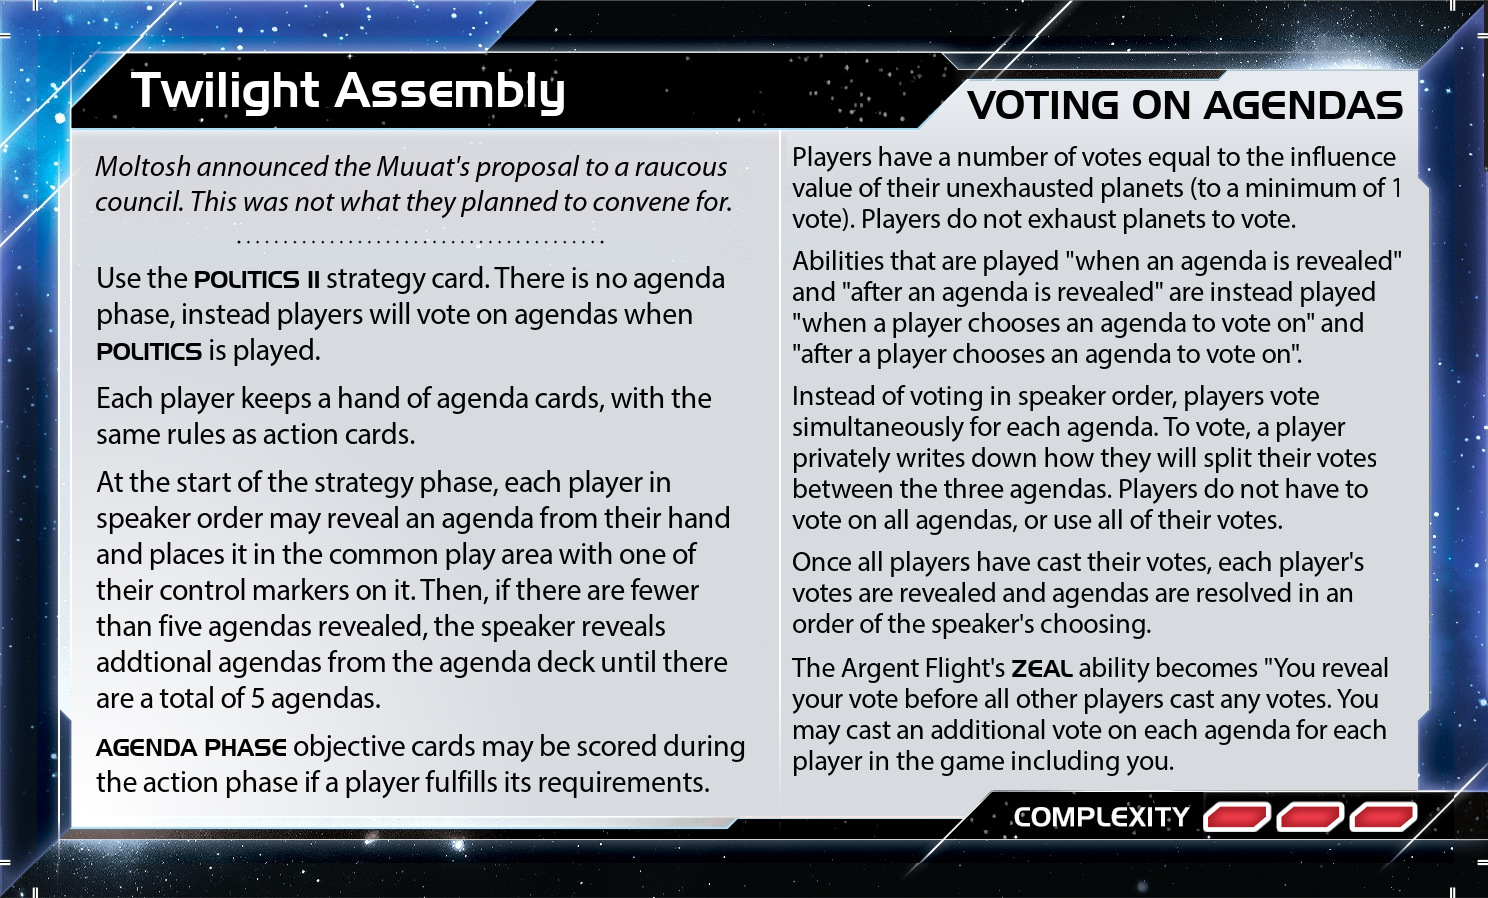 Twilight Assembly
Moltosh announced the Muuat's proposal to a raucous
council. This was not what they planned to convene for.
Use the POLITICS II strategy card. There is no agenda
phase, instead players will vote on agendas when
POLITICS is played.
Each player keeps a hand of agenda cards, with the
same rules as action cards.
At the start of the strategy phase, each player in
speaker order may reveal an agenda from their hand
and places it in the common play area with one of
their control markers on it. Then, if there are fewer
than five agendas revealed, the speaker reveals
addtional agendas from the agenda deck until there
are a total of 5 agendas.
AGENDA PHASE objective cards may be scored during
the action phase if a player fulfills its requirements.
VOTING ON AGENDAS
Players have a number of votes equal to the influence
value of their unexhausted planets (to a minimum of 1
vote). Players do not exhaust planets to vote.
Abilities that are played "when an agenda is revealed"
and "after an agenda is revealed" are instead played
"when a player chooses an agenda to vote on" and
"after a player chooses an agenda to vote on".
Instead of voting in speaker order, players vote
simultaneously for each agenda. To vote, a player
privately writes down how they will split their votes
between the three agendas. Players do not have to
vote on all agendas, or use all of their votes.
Once all players have cast their votes, each player's
votes are revealed and agendas are resolved in an
order of the speaker's choosing.
The Argent Flight's ZEAL ability becomes "You reveal
your vote before all other players cast any votes. You
may cast an additional vote on each agenda for each
player in the game including you.
COMPLEXITY